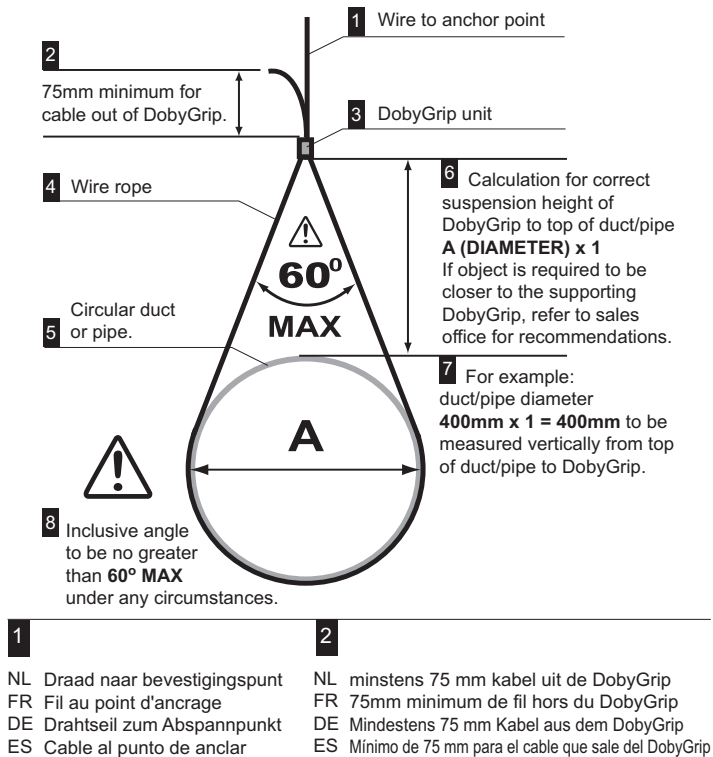 1 Wire to anchor point
2
75mm minimum for
cable out of DobyGrip.
3 DobyGrip unit
4 Wire rope
6 Calculation for correct
suspension height of
DobyGrip to top of duct/pipe
A (DIAMETER) x 1
If object is required to be
closer to the supporting
DobyGrip, refer to sales
office for recommendations.
60⁰
MAX
Circular duct
5 or pipe.
7 For example:
duct/pipe diameter
400mm x 1 = 400mm to be
measured vertically from top
of duct/pipe to DobyGrip.
A
8 Inclusive angle
to be no greater
than 60º MAX
under any circumstances.
1
NL Draad naar bevestigingspunt
FR Fil au point d'ancrage
DE Drahtseil zum Abspannpunkt
ES Cable al punto de anclar
2
NL minstens 75 mm kabel uit de DobyGrip
FR 75mm minimum de fil hors du DobyGrip
DE Mindestens 75 mm Kabel aus dem DobyGrip
ES Mínimo de 75 mm para el cable que sale del DobyGrip